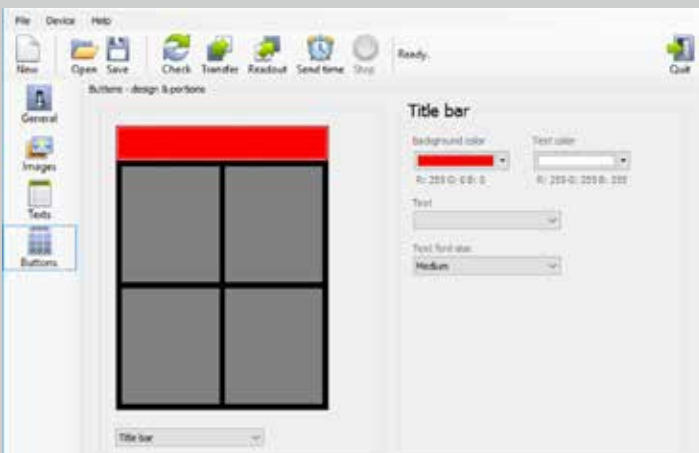 File Device Help
New Open Save Check Transfer Readout Send time Stop Ready. Quit
Buttons - design & portions
General
Images
Texts
Buttons
Title bar
Background color Text color
R: 255 G: 0 B: 0 R: 255 G: 255 B: 255
Text
Text font size
Medium
Title bar